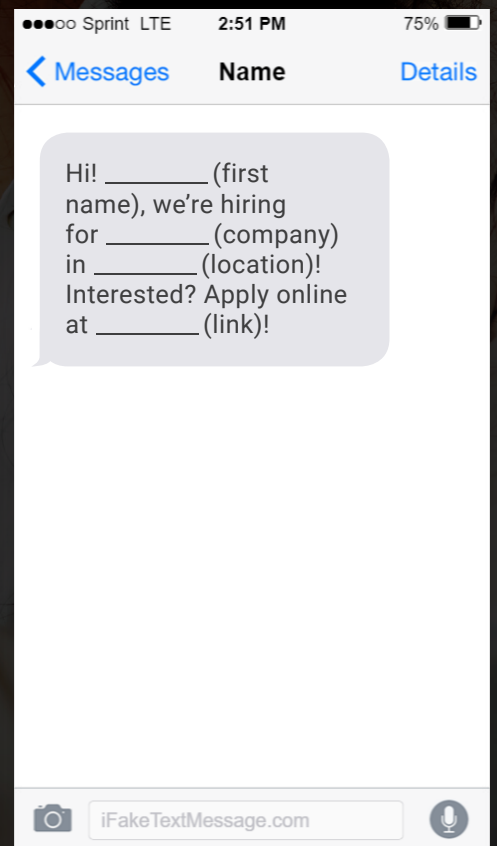 Sprint LTE 2:51 PM 75%
Messages Name Details
Hi! ________ (first
name), we’re hiring
for ________ (company)
in ________ (location)!
Interested? Apply online
at ________ (link)!
iFakeTextMessage.com